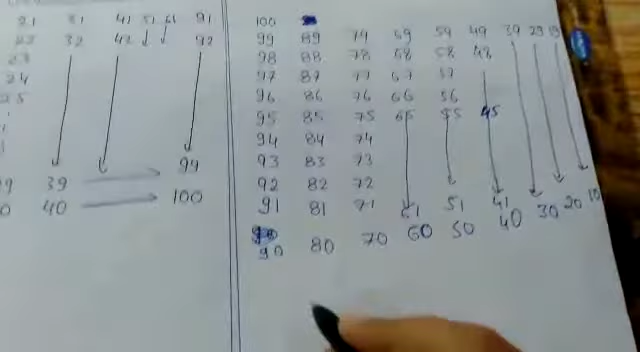 21 31 41 51 61 91
22 32 42 92
23
24
25
39 99
40 100
100
99 89 79 69 59 49 39 29 19
98 88 78 68 58 48
97 87 77 67 57
96 86 76 66 56
95 85 75 65 55 45
94 84 74
93 83 73
92 82 72
91 81 71 61 51 41
90 80 70 60 50 40 30 20 10